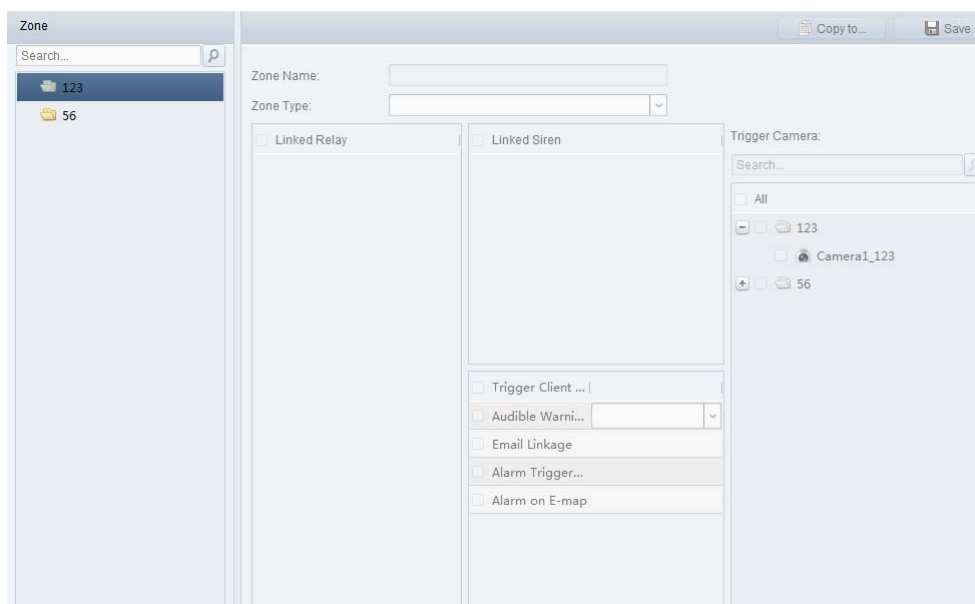 Zone
Copy to...
Save
Search...
123
56
Zone Name:
Zone Type:
Linked Relay
Linked Siren
Trigger Client ...
Audible Warni...
Email Linkage
Alarm Trigger...
Alarm on E-map
Trigger Camera:
Search...
All
123
Camera1_123
56